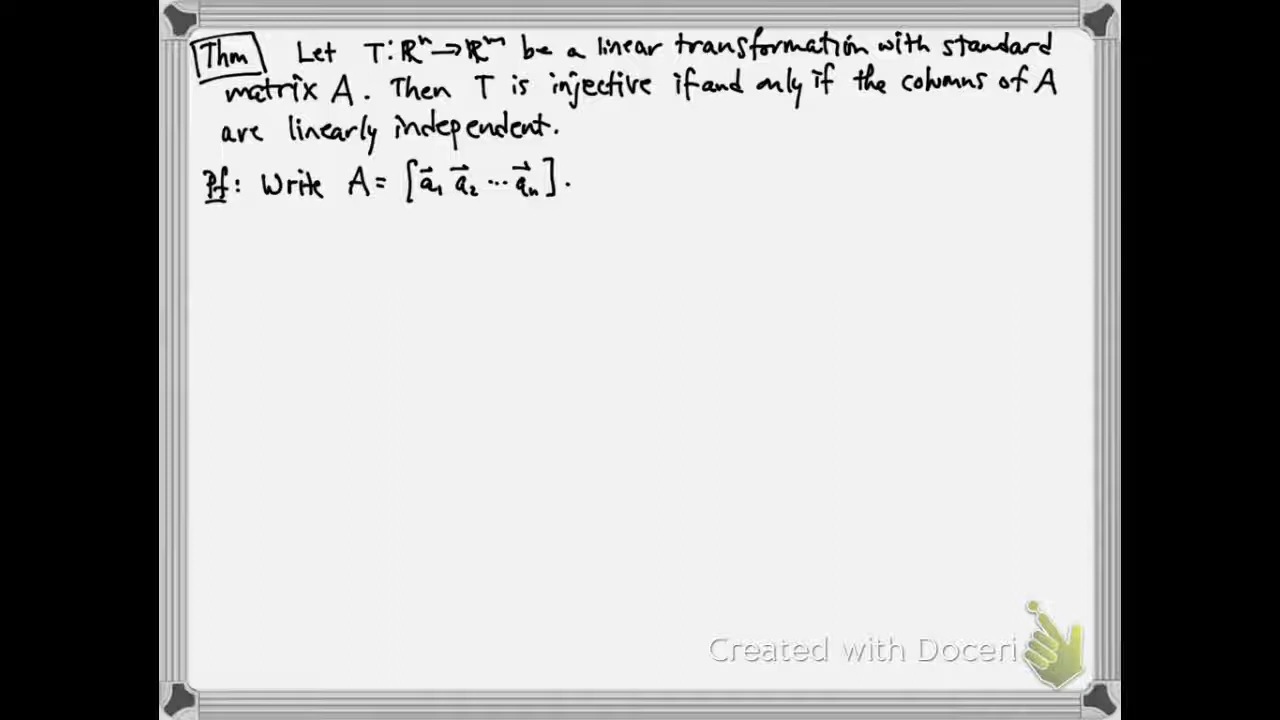 Thm Let T: ℝⁿ→ℝᵐ be a linear transformation with standard
matrix A. Then T is injective if and only if the columns of A
are linearly independent.
Pf: Write A = [a⃗₁ a⃗₂ ⋯ a⃗ₙ].
Created with Doceri